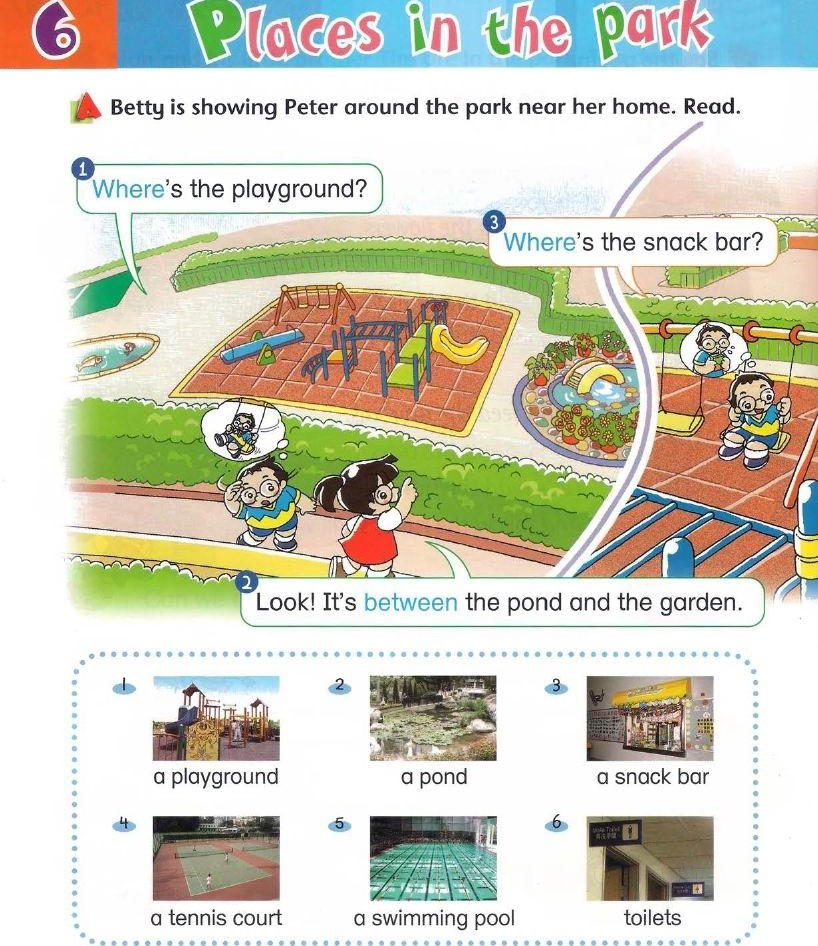 6
Places in the park
A Betty is showing Peter around the park near her home. Read.
1
Where's the playground?
3
Where's the snack bar?
2
Look! It's between the pond and the garden.
1
a playground
2
a pond
3
a snack bar
4
a tennis court
5
a swimming pool
6
Male Toilet
toilets